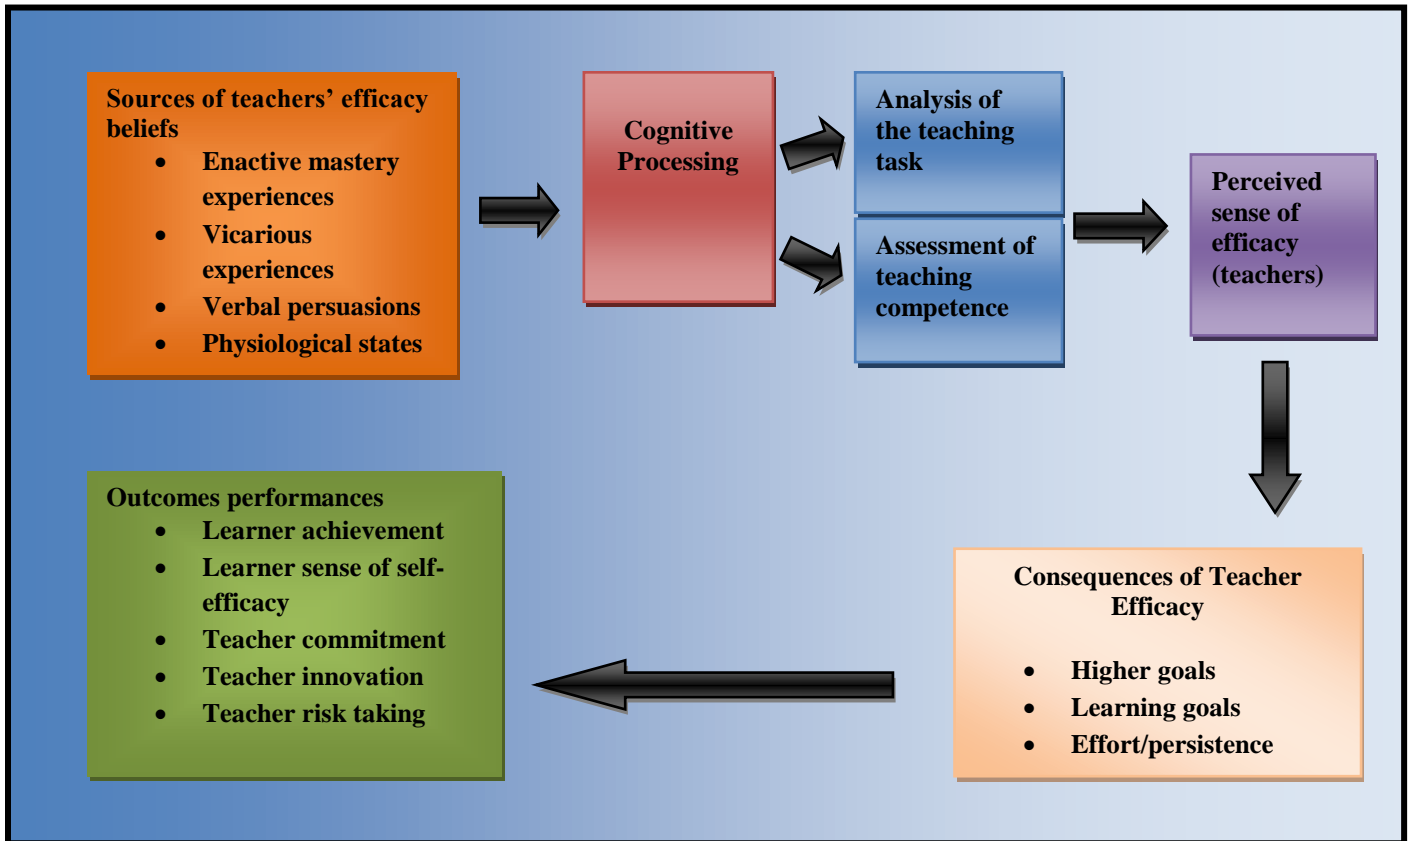 Sources of teachers’ efficacy
beliefs
• Enactive mastery
experiences
• Vicarious
experiences
• Verbal persuasions
• Physiological states
Cognitive
Processing
Analysis of
the teaching
task
Assessment of
teaching
competence
Perceived
sense of
efficacy
(teachers)
Consequences of Teacher
Efficacy
• Higher goals
• Learning goals
• Effort/persistence
Outcomes performances
• Learner achievement
• Learner sense of self-
efficacy
• Teacher commitment
• Teacher innovation
• Teacher risk taking